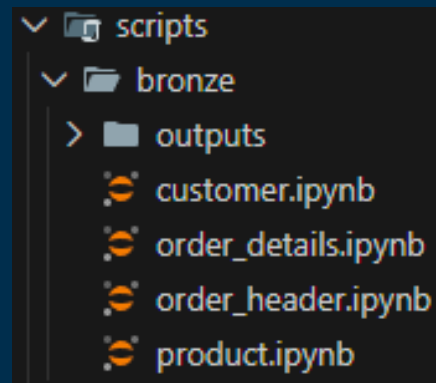 scripts
bronze
outputs
customer.ipynb
order_details.ipynb
order_header.ipynb
product.ipynb